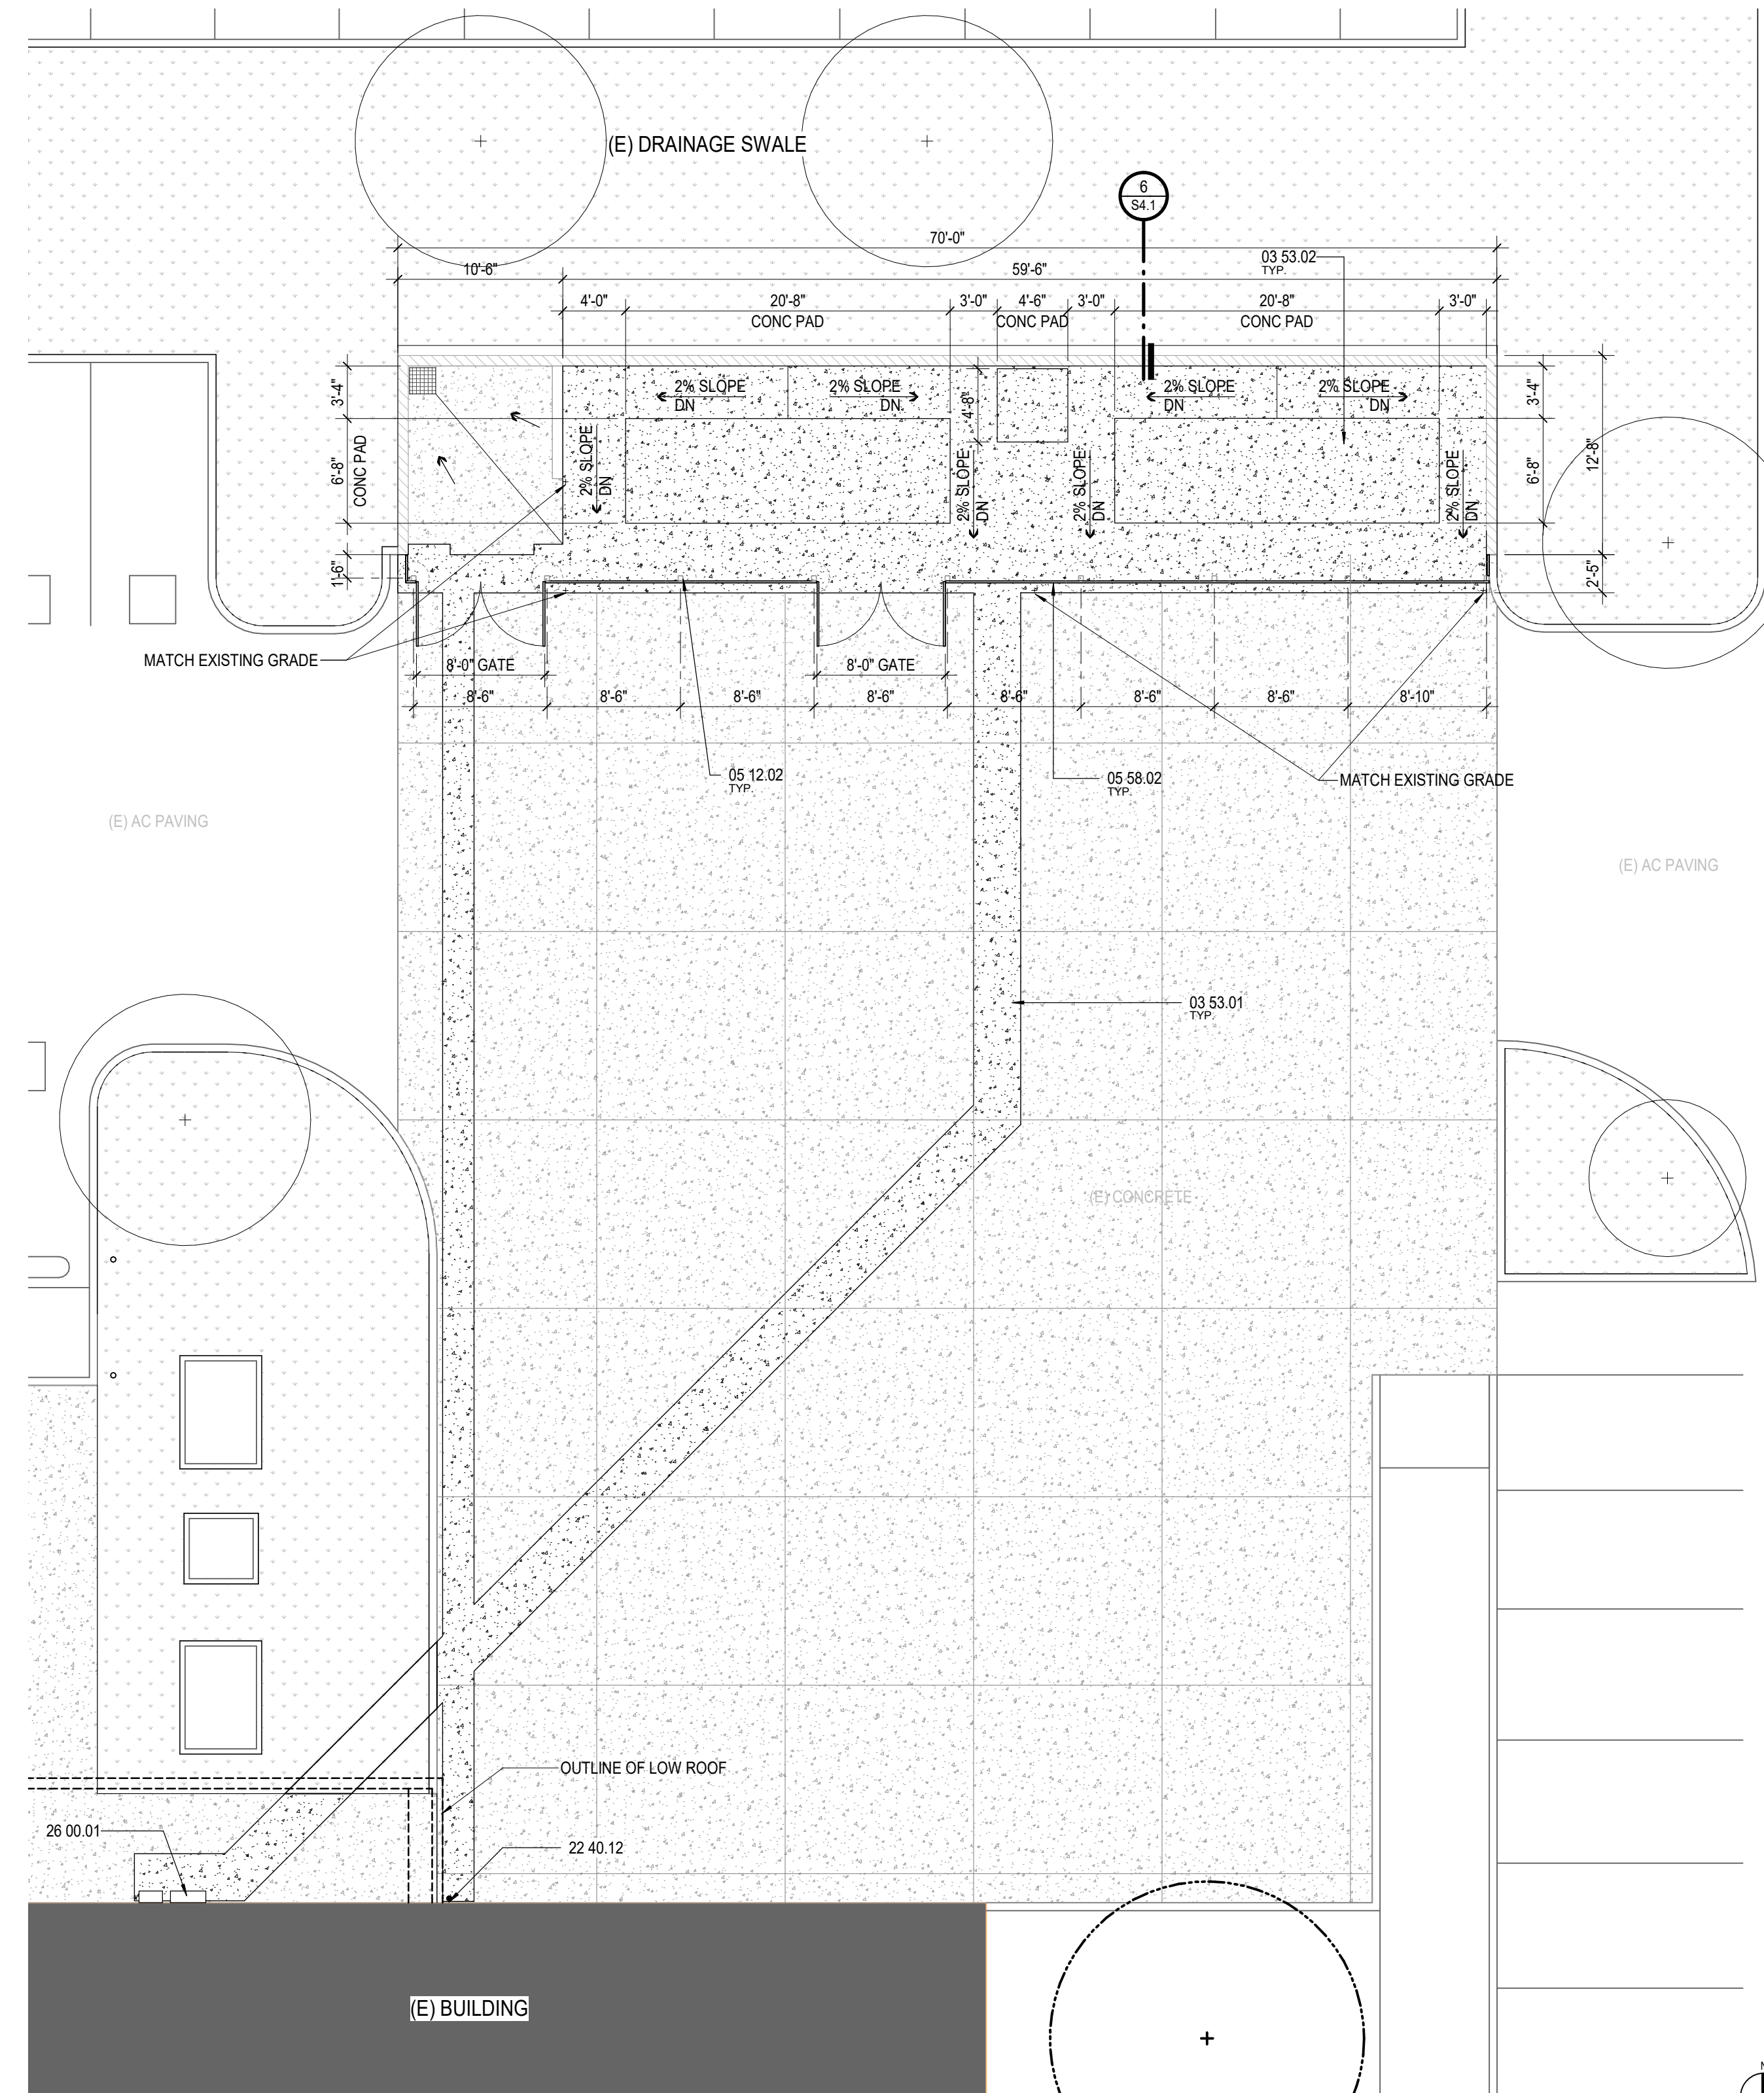 (E) DRAINAGE SWALE
6
S4.1
70'-0"
03 53.02
TYP.
10'-6"
59'-6"
4'-0"
20'-8"
CONC PAD
3'-0"
4'-6"
CONC PAD
3'-0"
20'-8"
CONC PAD
3'-0"
3'-4"
6'-8"
CONC PAD
1'-6"
2% SLOPE
DN
2% SLOPE
DN
4'-8"
2% SLOPE
DN
2% SLOPE
DN
2% SLOPE
DN
2% SLOPE
DN
2% SLOPE
DN
2% SLOPE
DN
3'-4"
6'-8"
12'-8"
2'-5"
MATCH EXISTING GRADE
8'-0" GATE
8'-0" GATE
8'-6"
8'-6"
8'-6"
8'-6"
8'-6"
8'-6"
8'-6"
8'-10"
05 12.02
TYP.
05 58.02
TYP.
MATCH EXISTING GRADE
(E) AC PAVING
(E) AC PAVING
03 53.01
TYP.
(E) CONCRETE
OUTLINE OF LOW ROOF
26 00.01
22 40.12
(E) BUILDING